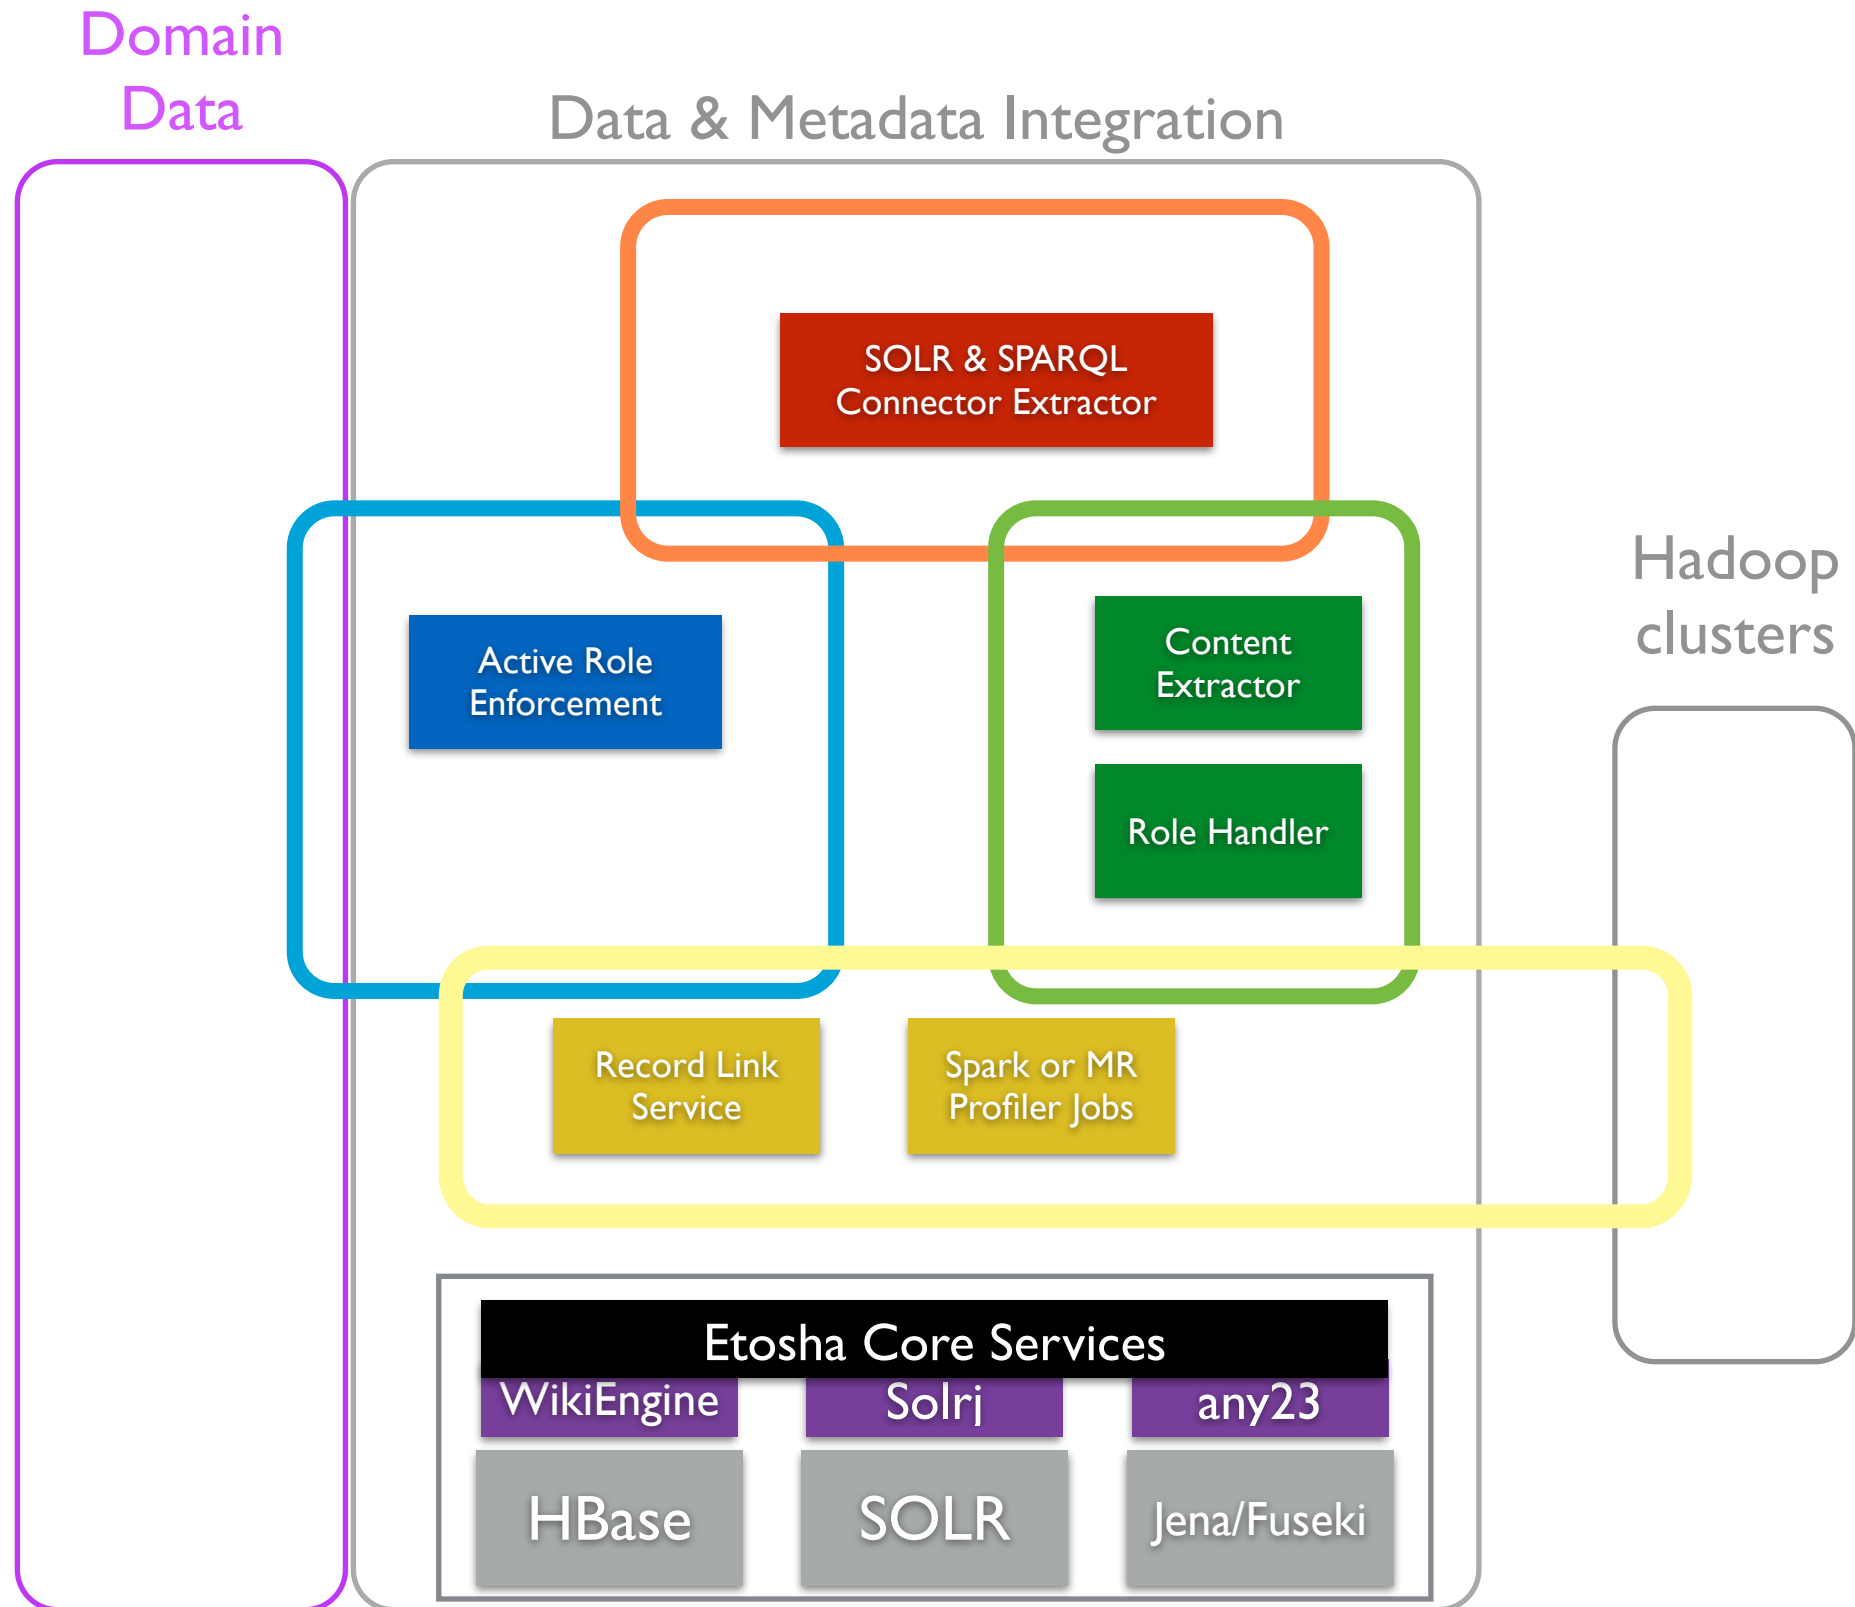 Domain
Data
Data & Metadata Integration
SOLR & SPARQL
Connector Extractor
Active Role
Enforcement
Content
Extractor
Role Handler
Hadoop
clusters
Record Link
Service
Spark or MR
Profiler Jobs
Etosha Core Services
WikiEngine
Solrj
any23
HBase
SOLR
Jena/Fuseki